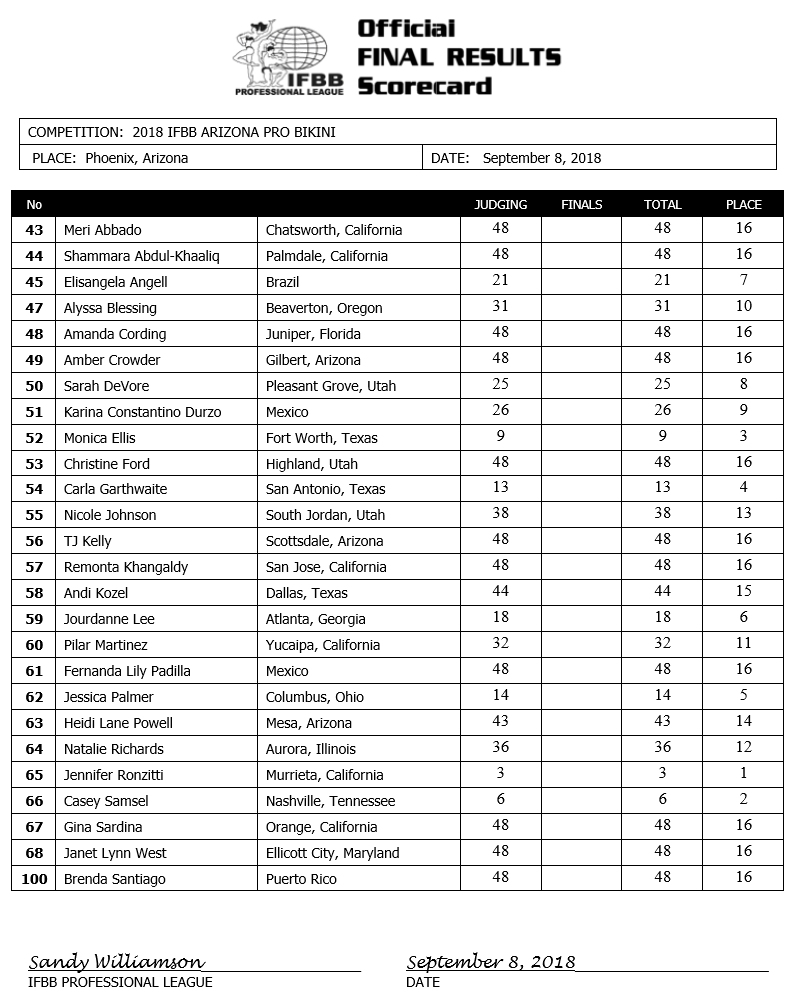 IFBB
PROFESSIONAL LEAGUE
Official
FINAL RESULTS
Scorecard
COMPETITION: 2018 IFBB ARIZONA PRO BIKINI
PLACE: Phoenix, Arizona DATE: September 8, 2018
No JUDGING FINALS TOTAL PLACE
43 Meri Abbado Chatsworth, California 48 48 16
44 Shammara Abdul-Khaaliq Palmdale, California 48 48 16
45 Elisangela Angell Brazil 21 21 7
47 Alyssa Blessing Beaverton, Oregon 31 31 10
48 Amanda Cording Juniper, Florida 48 48 16
49 Amber Crowder Gilbert, Arizona 48 48 16
50 Sarah DeVore Pleasant Grove, Utah 25 25 8
51 Karina Constantino Durzo Mexico 26 26 9
52 Monica Ellis Fort Worth, Texas 9 9 3
53 Christine Ford Highland, Utah 48 48 16
54 Carla Garthwaite San Antonio, Texas 13 13 4
55 Nicole Johnson South Jordan, Utah 38 38 13
56 TJ Kelly Scottsdale, Arizona 48 48 16
57 Remonta Khangaldy San Jose, California 48 48 16
58 Andi Kozel Dallas, Texas 44 44 15
59 Jourdanne Lee Atlanta, Georgia 18 18 6
60 Pilar Martinez Yucaipa, California 32 32 11
61 Fernanda Lily Padilla Mexico 48 48 16
62 Jessica Palmer Columbus, Ohio 14 14 5
63 Heidi Lane Powell Mesa, Arizona 43 43 14
64 Natalie Richards Aurora, Illinois 36 36 12
65 Jennifer Ronzitti Murrieta, California 3 3 1
66 Casey Samsel Nashville, Tennessee 6 6 2
67 Gina Sardina Orange, California 48 48 16
68 Janet Lynn West Ellicott City, Maryland 48 48 16
100 Brenda Santiago Puerto Rico 48 48 16
Sandy Williamson September 8, 2018
IFBB PROFESSIONAL LEAGUE DATE